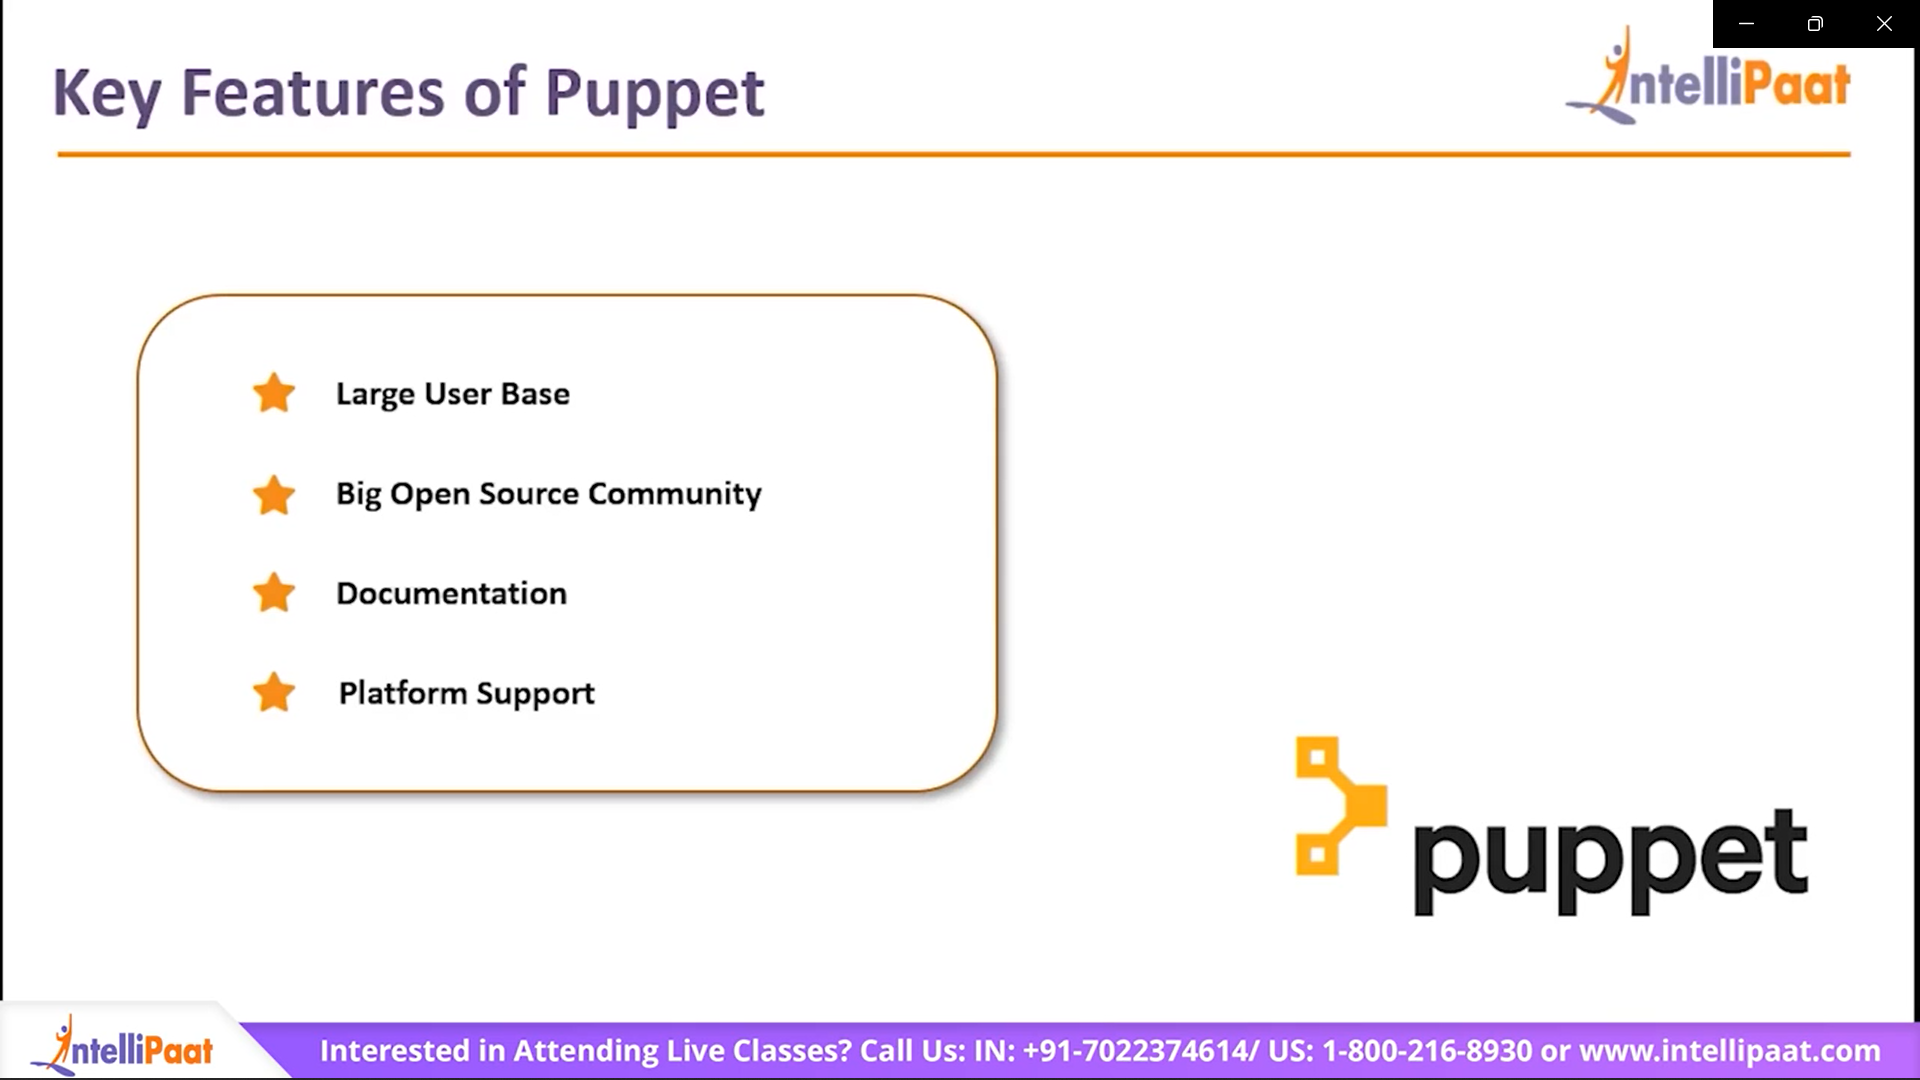 Key Features of Puppet
IntelliPaat
Large User Base
Big Open Source Community
Documentation
Platform Support
puppet
IntelliPaat
Interested in Attending Live Classes? Call Us: IN: +91-7022374614/ US: 1-800-216-8930 or www.intellipaat.com